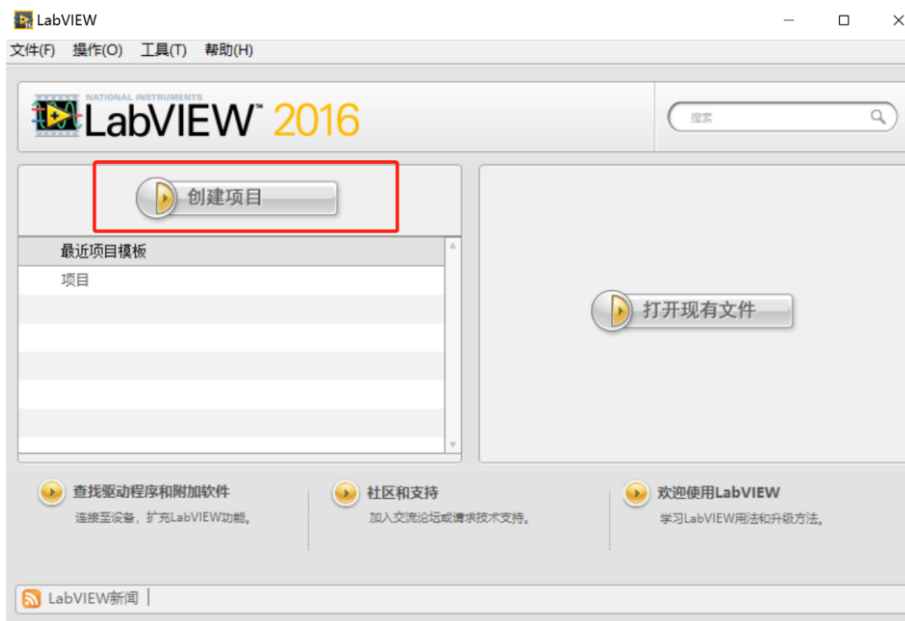 LabVIEW
文件(F) 操作(O) 工具(T) 帮助(H)
NATIONAL INSTRUMENTS
LabVIEW™ 2016
搜索
创建项目
最近项目模板
项目
打开现有文件
查找驱动程序和附加软件
连接至设备，扩充LabVIEW功能。
社区和支持
加入交流论坛或请求技术支持。
欢迎使用LabVIEW
学习LabVIEW用法和升级方法。
LabVIEW新闻